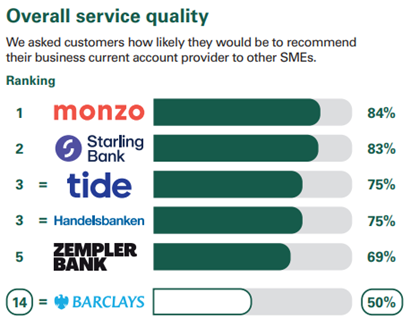 Overall service quality
We asked customers how likely they would be to recommend
their business current account provider to other SMEs.
Ranking
1 monzo 84%
2 Starling Bank 83%
3 = tide 75%
3 = Handelsbanken 75%
5 ZEMPLER BANK 69%
14 = BARCLAYS 50%